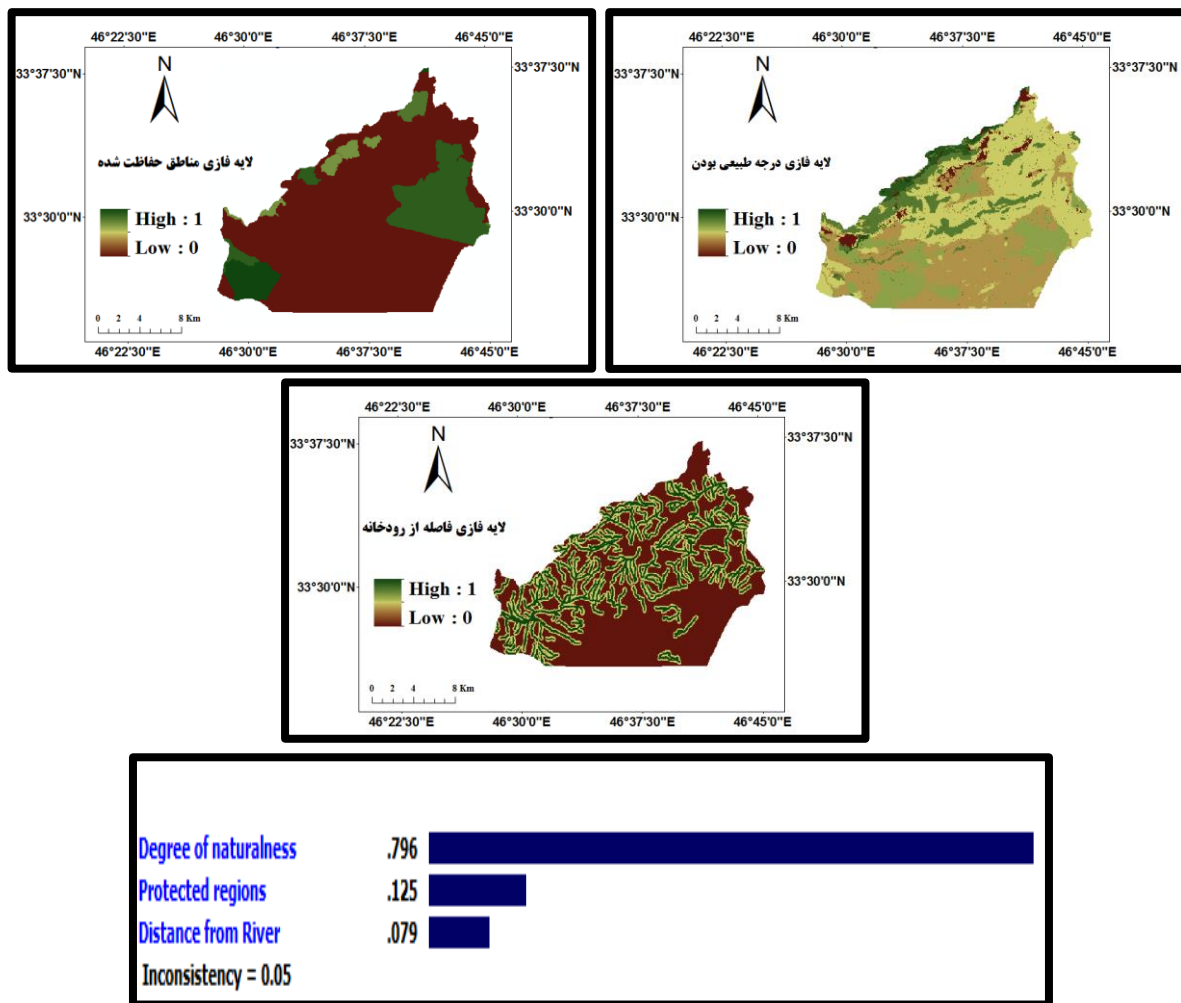 46°22'30"E 46°30'0"E 46°37'30"E 46°45'0"E
33°37'30"N 33°37'30"N
N
لایه فازی مناطق حفاظت شده
33°30'0"N 33°30'0"N
High : 1
Low : 0
0 2 4 8 Km
46°22'30"E 46°30'0"E 46°37'30"E 46°45'0"E
46°22'30"E 46°30'0"E 46°37'30"E 46°45'0"E
33°37'30"N 33°37'30"N
N
لایه فازی درجه طبیعی بودن
33°30'0"N 33°30'0"N
High : 1
Low : 0
0 2 4 8 Km
46°22'30"E 46°30'0"E 46°37'30"E 46°45'0"E
46°22'30"E 46°30'0"E 46°37'30"E 46°45'0"E
33°37'30"N 33°37'30"N
N
لایه فازی فاصله از رودخانه
33°30'0"N 33°30'0"N
High : 1
Low : 0
0 2 4 8 Km
46°22'30"E 46°30'0"E 46°37'30"E 46°45'0"E
Degree of naturalness .796
Protected regions .125
Distance from River .079
Inconsistency = 0.05